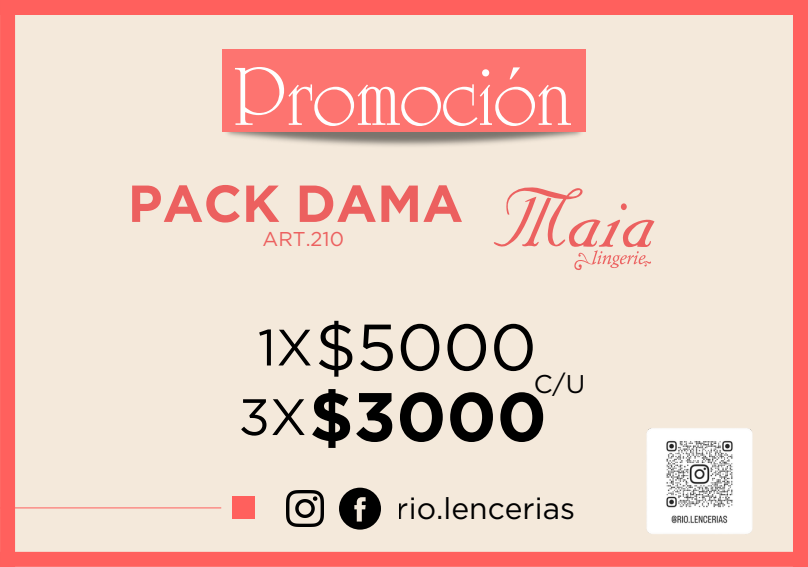 Promoción
PACK DAMA
ART.210
Maia
lingerie
1X$5000
C/U
3X$3000
rio.lencerias
@RIO.LENCERIAS